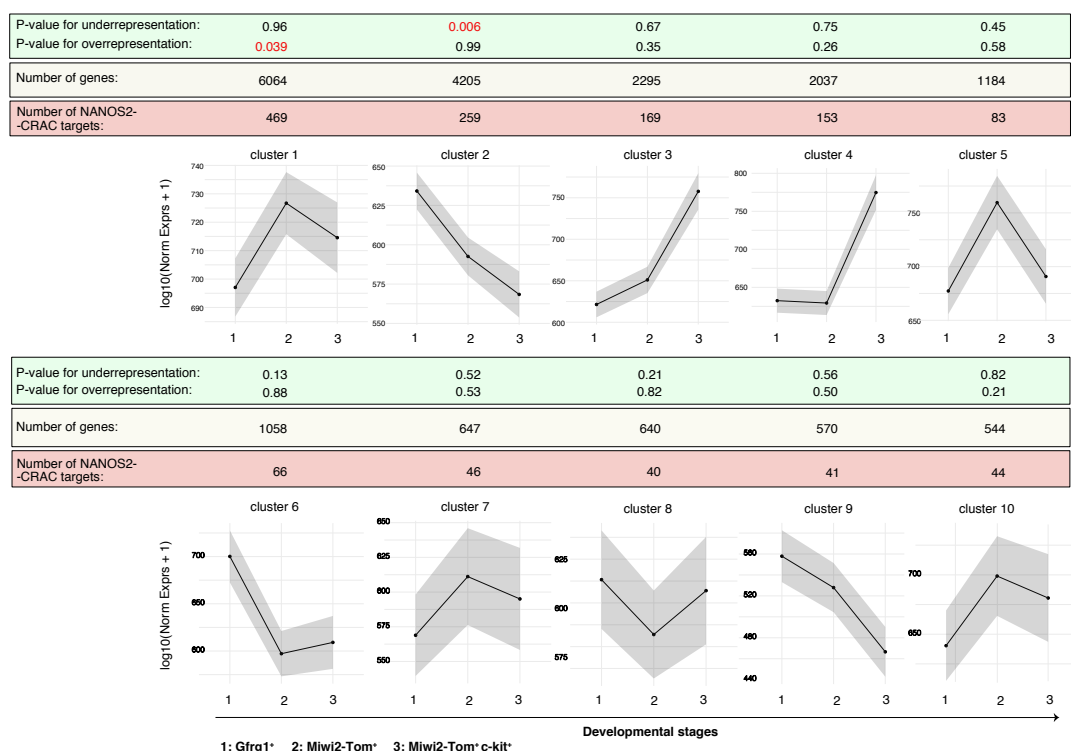 P-value for underrepresentation: 0.96 0.006 0.67 0.75 0.45
P-value for overrepresentation: 0.039 0.99 0.35 0.26 0.58
Number of genes: 6064 4205 2295 2037 1184
Number of NANOS2-
-CRAC targets: 469 259 169 153 83
cluster 1 cluster 2 cluster 3 cluster 4 cluster 5
log10(Norm Exprs + 1)
740
730
720
710
700
690
650
625
600
575
550
750
700
650
600
800
750
700
650
750
700
650
1 2 3 1 2 3 1 2 3 1 2 3 1 2 3
P-value for underrepresentation: 0.13 0.52 0.21 0.56 0.82
P-value for overrepresentation: 0.88 0.53 0.82 0.50 0.21
Number of genes: 1058 647 640 570 544
Number of NANOS2-
-CRAC targets: 66 46 40 41 44
cluster 6 cluster 7 cluster 8 cluster 9 cluster 10
log10(Norm Exprs + 1)
700
650
600
650
625
600
575
550
625
600
575
560
520
480
440
700
650
1 2 3 1 2 3 1 2 3 1 2 3 1 2 3
Developmental stages
1: Gfrα1⁺ 2: Miwi2-Tom⁺ 3: Miwi2-Tom⁺c-kit⁺